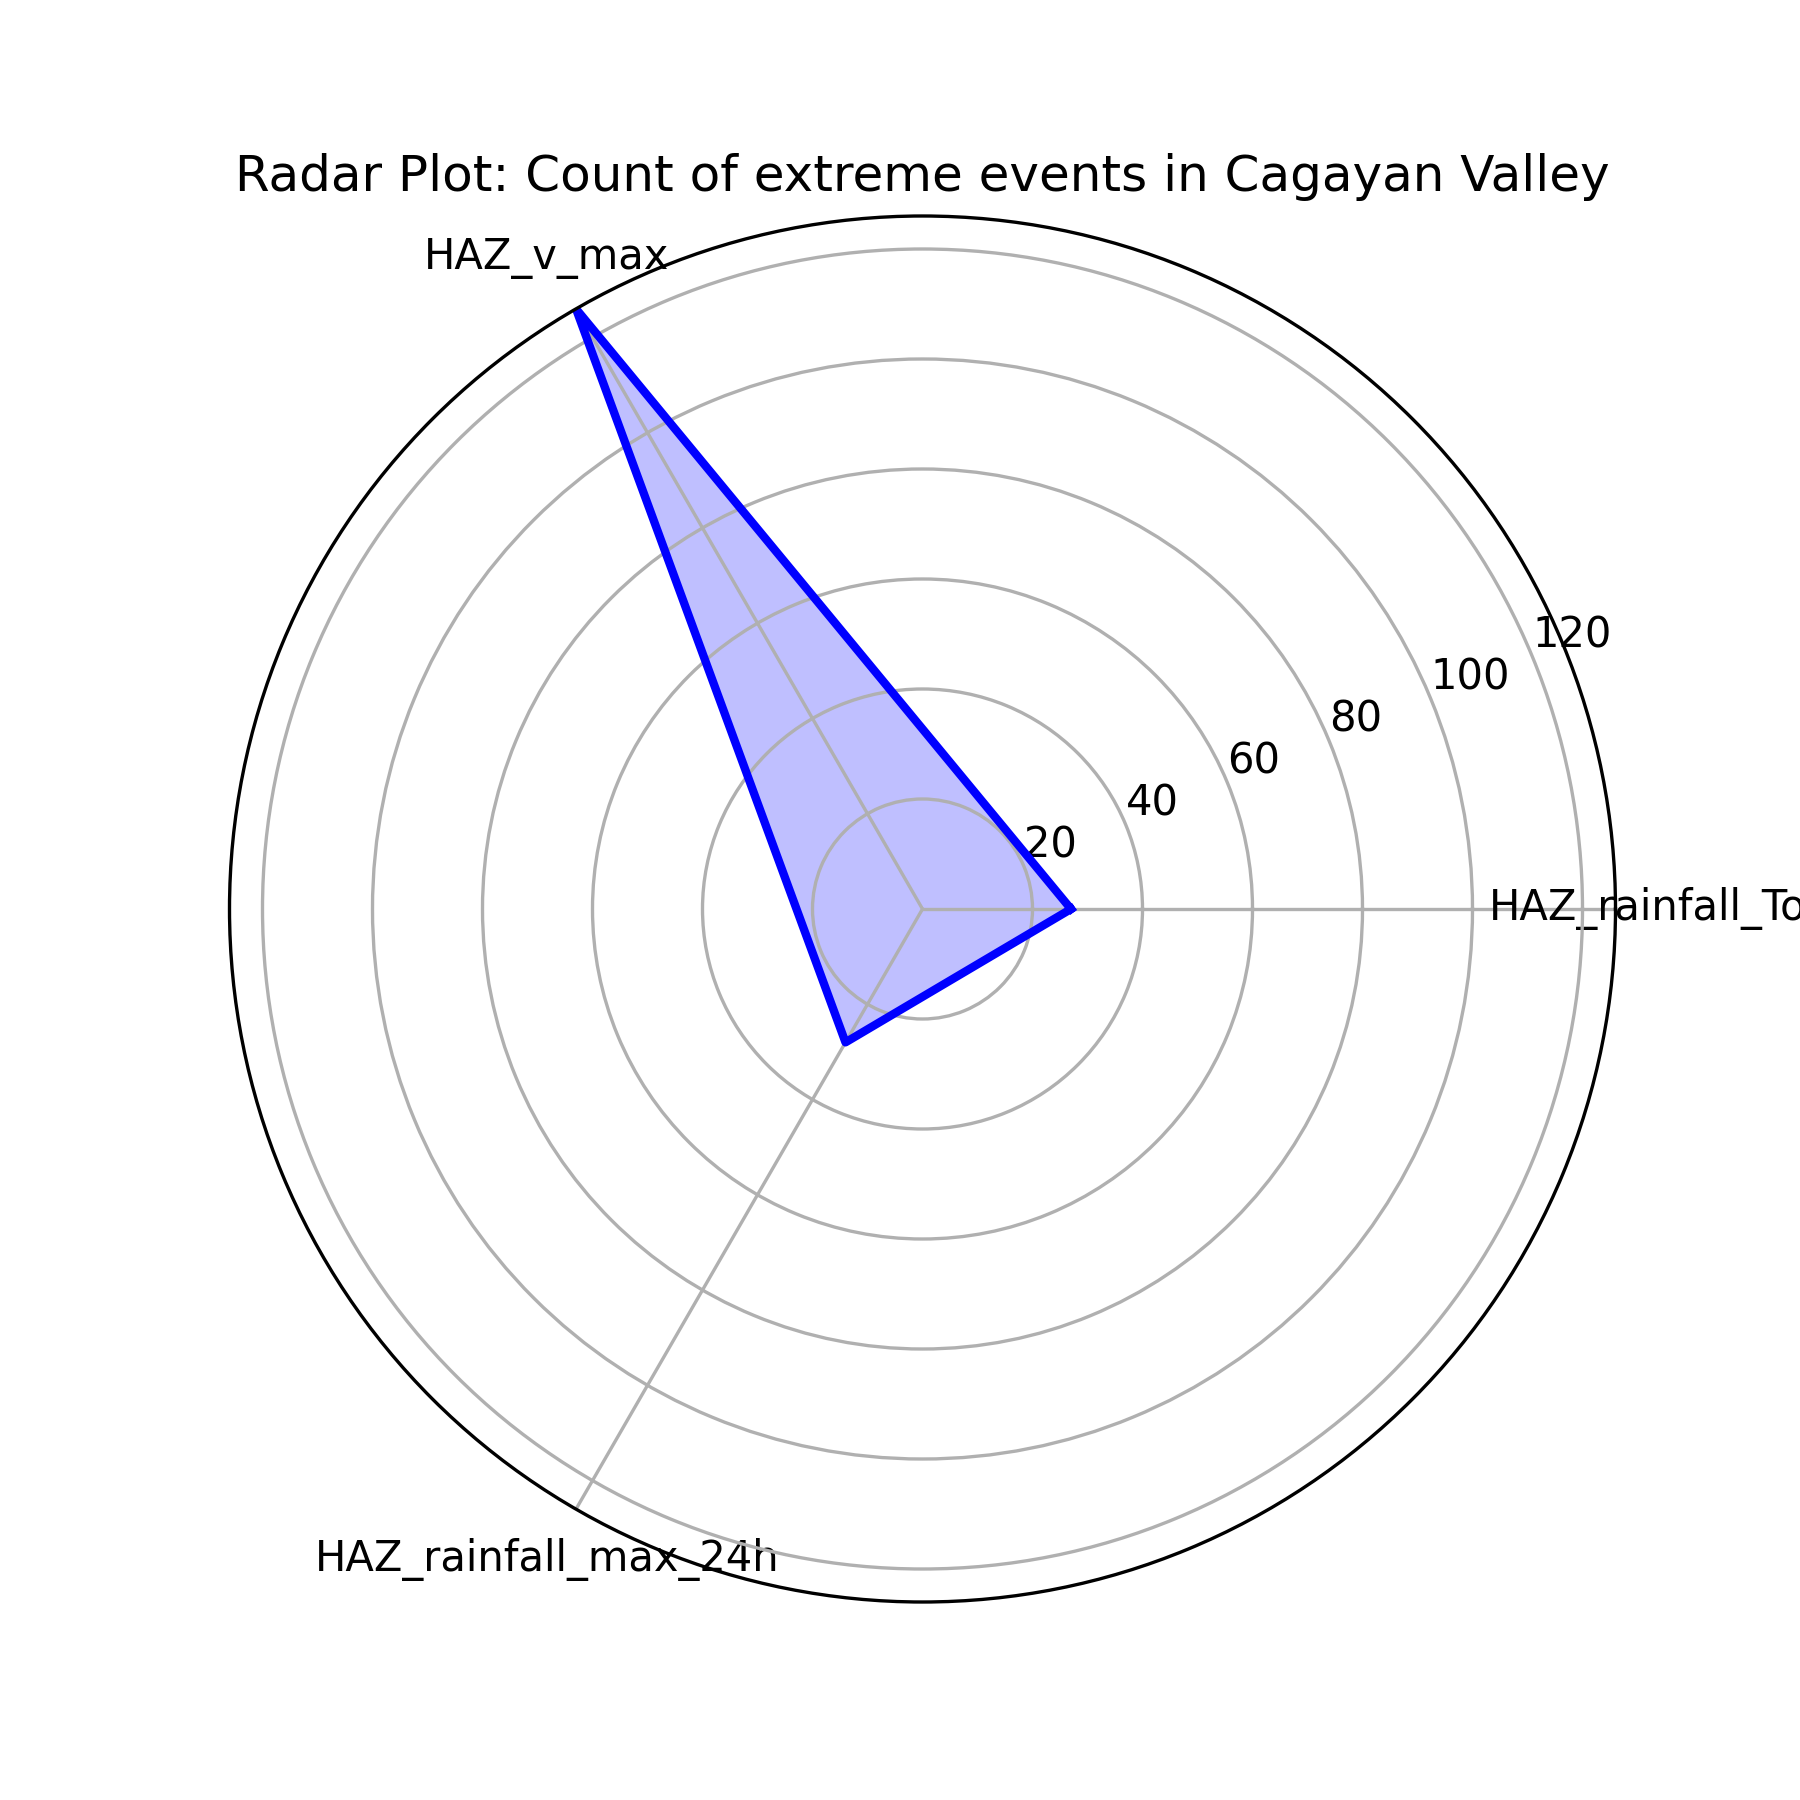 Radar Plot: Count of extreme events in Cagayan Valley
HAZ_v_max
120
100
80
60
40
20
HAZ_rainfall_To
HAZ_rainfall_max_24h